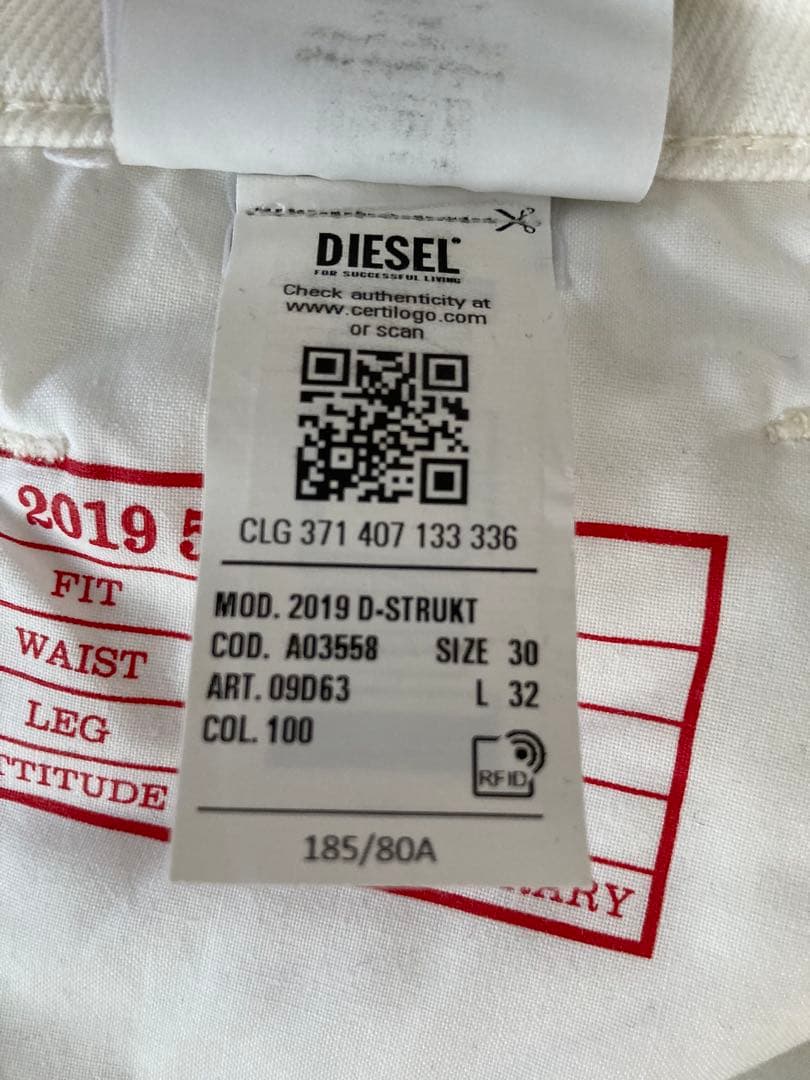 DIESEL
FOR SUCCESSFUL LIVING
Check authenticity at
www.certilogo.com
or scan
CLG 371 407 133 336
MOD. 2019 D-STRUKT
COD. A03558 SIZE 30
ART. 09D63 L 32
COL. 100
RFID
185/80A
2019 5
FIT
WAIST
LEG
TTITUDE